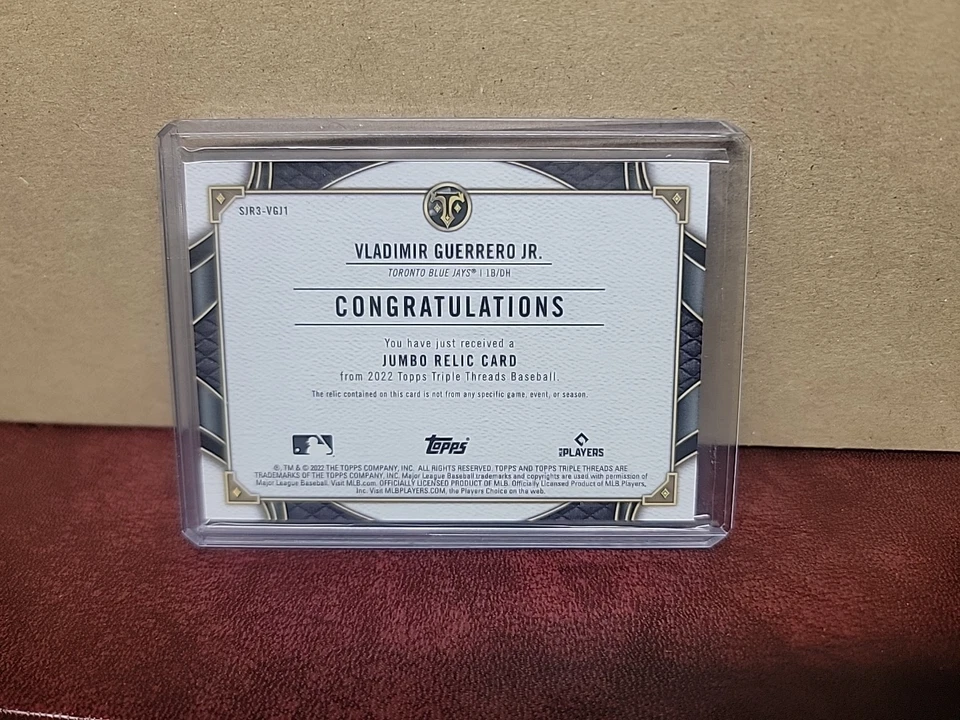 SJR3-VGJ1
VLADIMIR GUERRERO JR.
TORONTO BLUE JAYS® | 1B/DH
CONGRATULATIONS
You have just received a
JUMBO RELIC CARD
from 2022 Topps Triple Threads Baseball.
The relic contained on this card is not from any specific game, event, or season.
Topps®
MLB PLAYERS
®, TM & © 2022 THE TOPPS COMPANY, INC. ALL RIGHTS RESERVED. TOPPS AND TOPPS TRIPLE THREADS ARE
TRADEMARKS OF THE TOPPS COMPANY, INC. Major League Baseball trademarks and copyrights are used with permission of
Major League Baseball. Visit MLB.com. OFFICIALLY LICENSED PRODUCT OF MLB. Officially Licensed Product of MLB Players,
Inc. Visit MLBPLAYERS.COM, the Players Choice on the web.